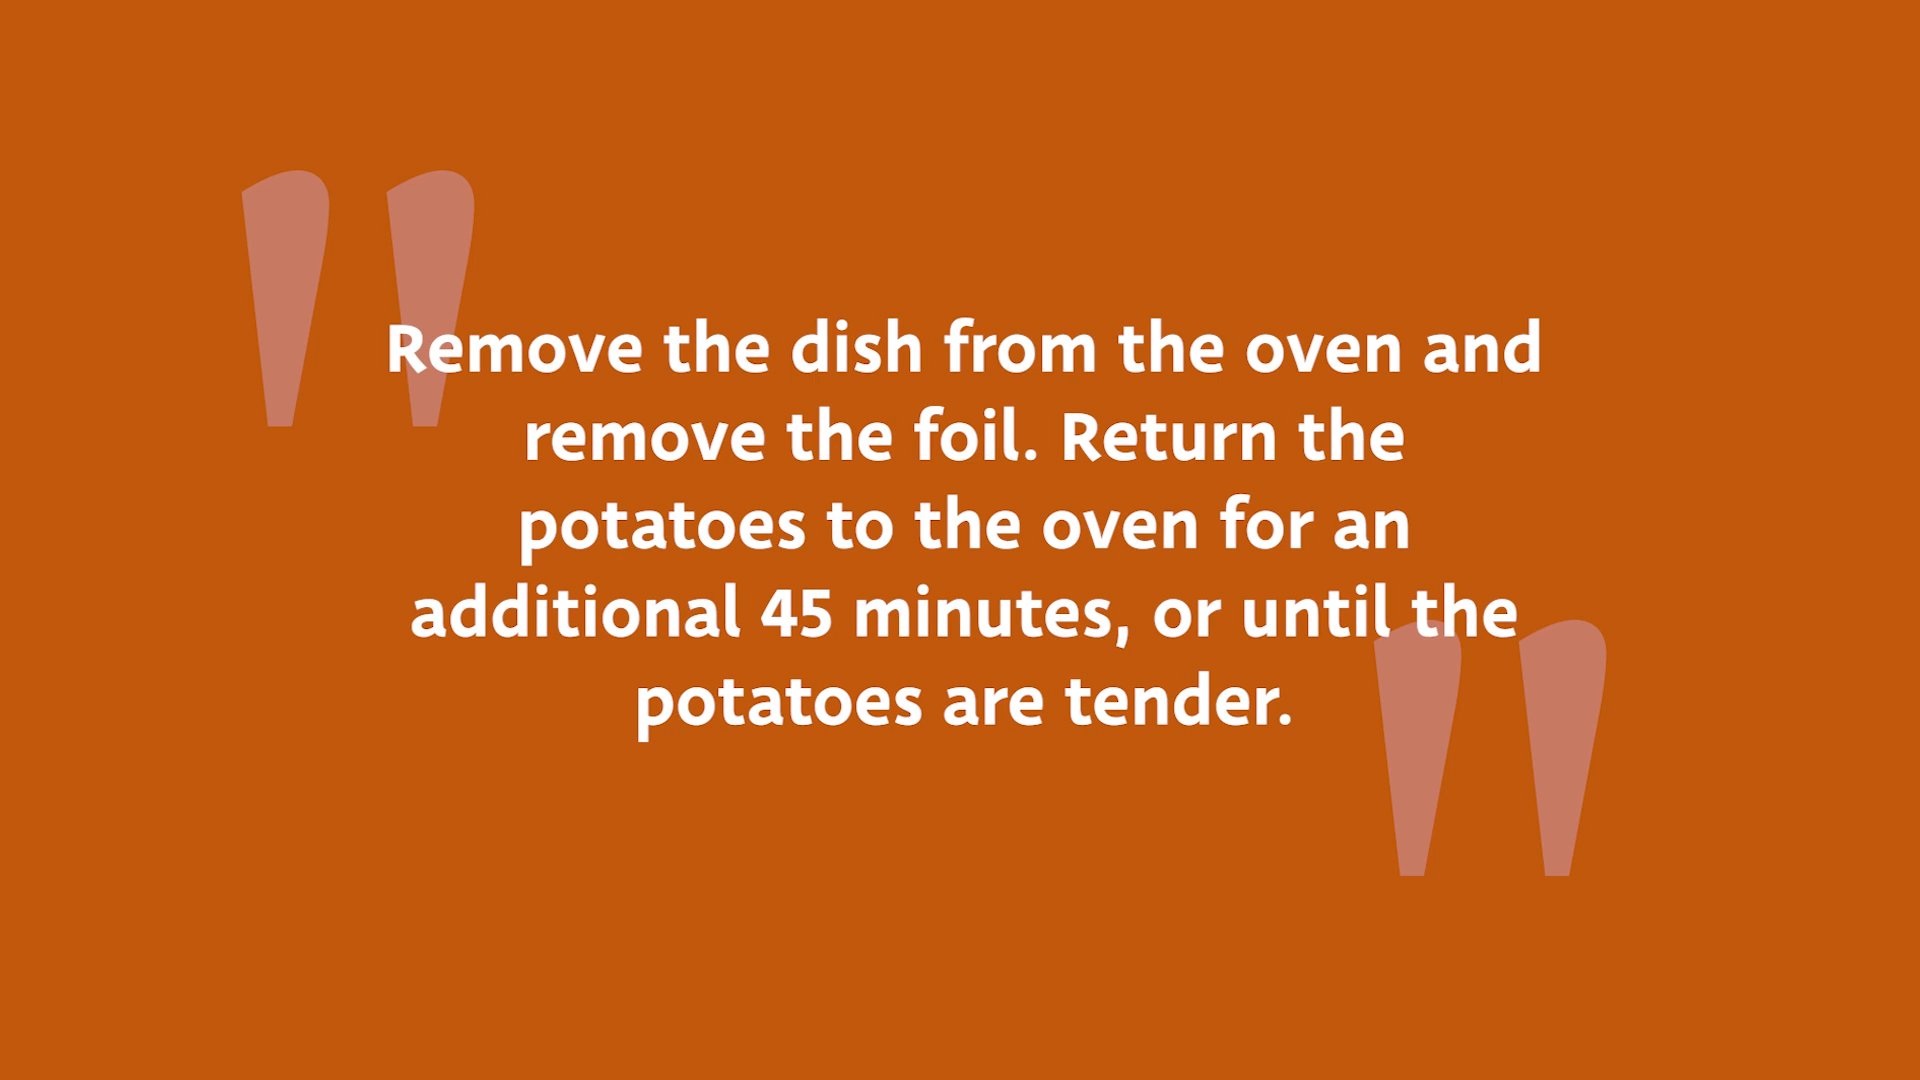 Remove the dish from the oven and
remove the foil. Return the
potatoes to the oven for an
additional 45 minutes, or until the
potatoes are tender.